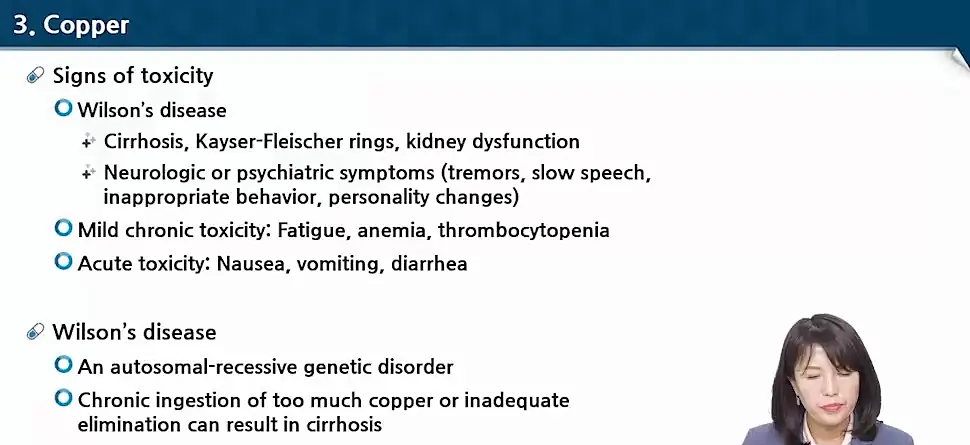 3. Copper
Signs of toxicity
Wilson's disease
Cirrhosis, Kayser-Fleischer rings, kidney dysfunction
Neurologic or psychiatric symptoms (tremors, slow speech,
inappropriate behavior, personality changes)
Mild chronic toxicity: Fatigue, anemia, thrombocytopenia
Acute toxicity: Nausea, vomiting, diarrhea
Wilson's disease
An autosomal-recessive genetic disorder
Chronic ingestion of too much copper or inadequate
elimination can result in cirrhosis